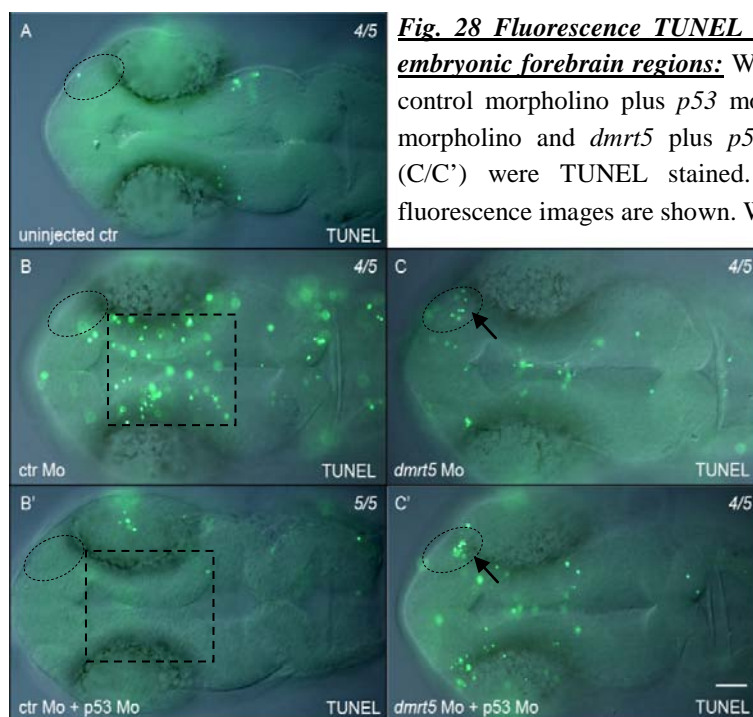 A
4/5
uninjected ctr
TUNEL
Fig. 28 Fluorescence TUNEL
embryonic forebrain regions: W
control morpholino plus p53 mo
morpholino and dmrt5 plus p5
(C/C’) were TUNEL stained.
fluorescence images are shown. W
B
4/5
ctr Mo
TUNEL
C
4/5
dmrt5 Mo
TUNEL
B'
5/5
ctr Mo + p53 Mo
TUNEL
C'
4/5
dmrt5 Mo + p53 Mo
TUNEL